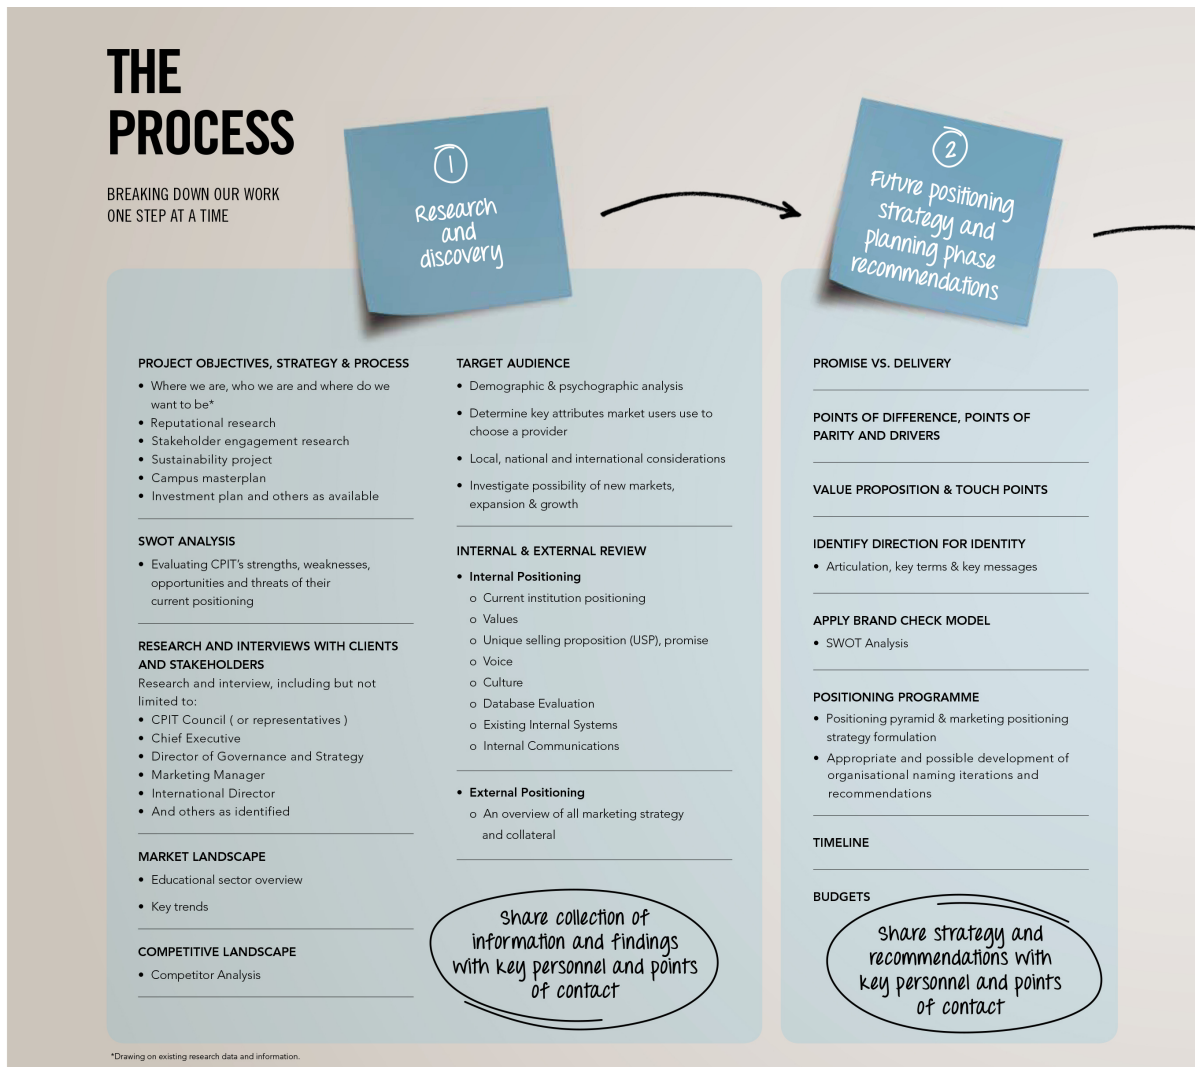 THE
PROCESS
BREAKING DOWN OUR WORK
ONE STEP AT A TIME
1
Research
and
discovery
2
Future positioning
strategy and
planning phase
recommendations
PROJECT OBJECTIVES, STRATEGY & PROCESS
• Where we are, who we are and where do we
want to be*
• Reputational research
• Stakeholder engagement research
• Sustainability project
• Campus masterplan
• Investment plan and others as available
SWOT ANALYSIS
• Evaluating CPIT's strengths, weaknesses,
opportunities and threats of their
current positioning
RESEARCH AND INTERVIEWS WITH CLIENTS
AND STAKEHOLDERS
Research and interview, including but not
limited to:
• CPIT Council ( or representatives )
• Chief Executive
• Director of Governance and Strategy
• Marketing Manager
• International Director
• And others as identified
MARKET LANDSCAPE
• Educational sector overview
• Key trends
COMPETITIVE LANDSCAPE
• Competitor Analysis
TARGET AUDIENCE
• Demographic & psychographic analysis
• Determine key attributes market users use to
choose a provider
• Local, national and international considerations
• Investigate possibility of new markets,
expansion & growth
INTERNAL & EXTERNAL REVIEW
• Internal Positioning
o Current institution positioning
o Values
o Unique selling proposition (USP), promise
o Voice
o Culture
o Database Evaluation
o Existing Internal Systems
o Internal Communications
• External Positioning
o An overview of all marketing strategy
and collateral
Share collection of
information and findings
with key personnel and points
of contact
PROMISE VS. DELIVERY
POINTS OF DIFFERENCE, POINTS OF
PARITY AND DRIVERS
VALUE PROPOSITION & TOUCH POINTS
IDENTIFY DIRECTION FOR IDENTITY
• Articulation, key terms & key messages
APPLY BRAND CHECK MODEL
• SWOT Analysis
POSITIONING PROGRAMME
• Positioning pyramid & marketing positioning
strategy formulation
• Appropriate and possible development of
organisational naming iterations and
recommendations
TIMELINE
BUDGETS
Share strategy and
recommendations with
key personnel and points
of contact
*Drawing on existing research data and information.